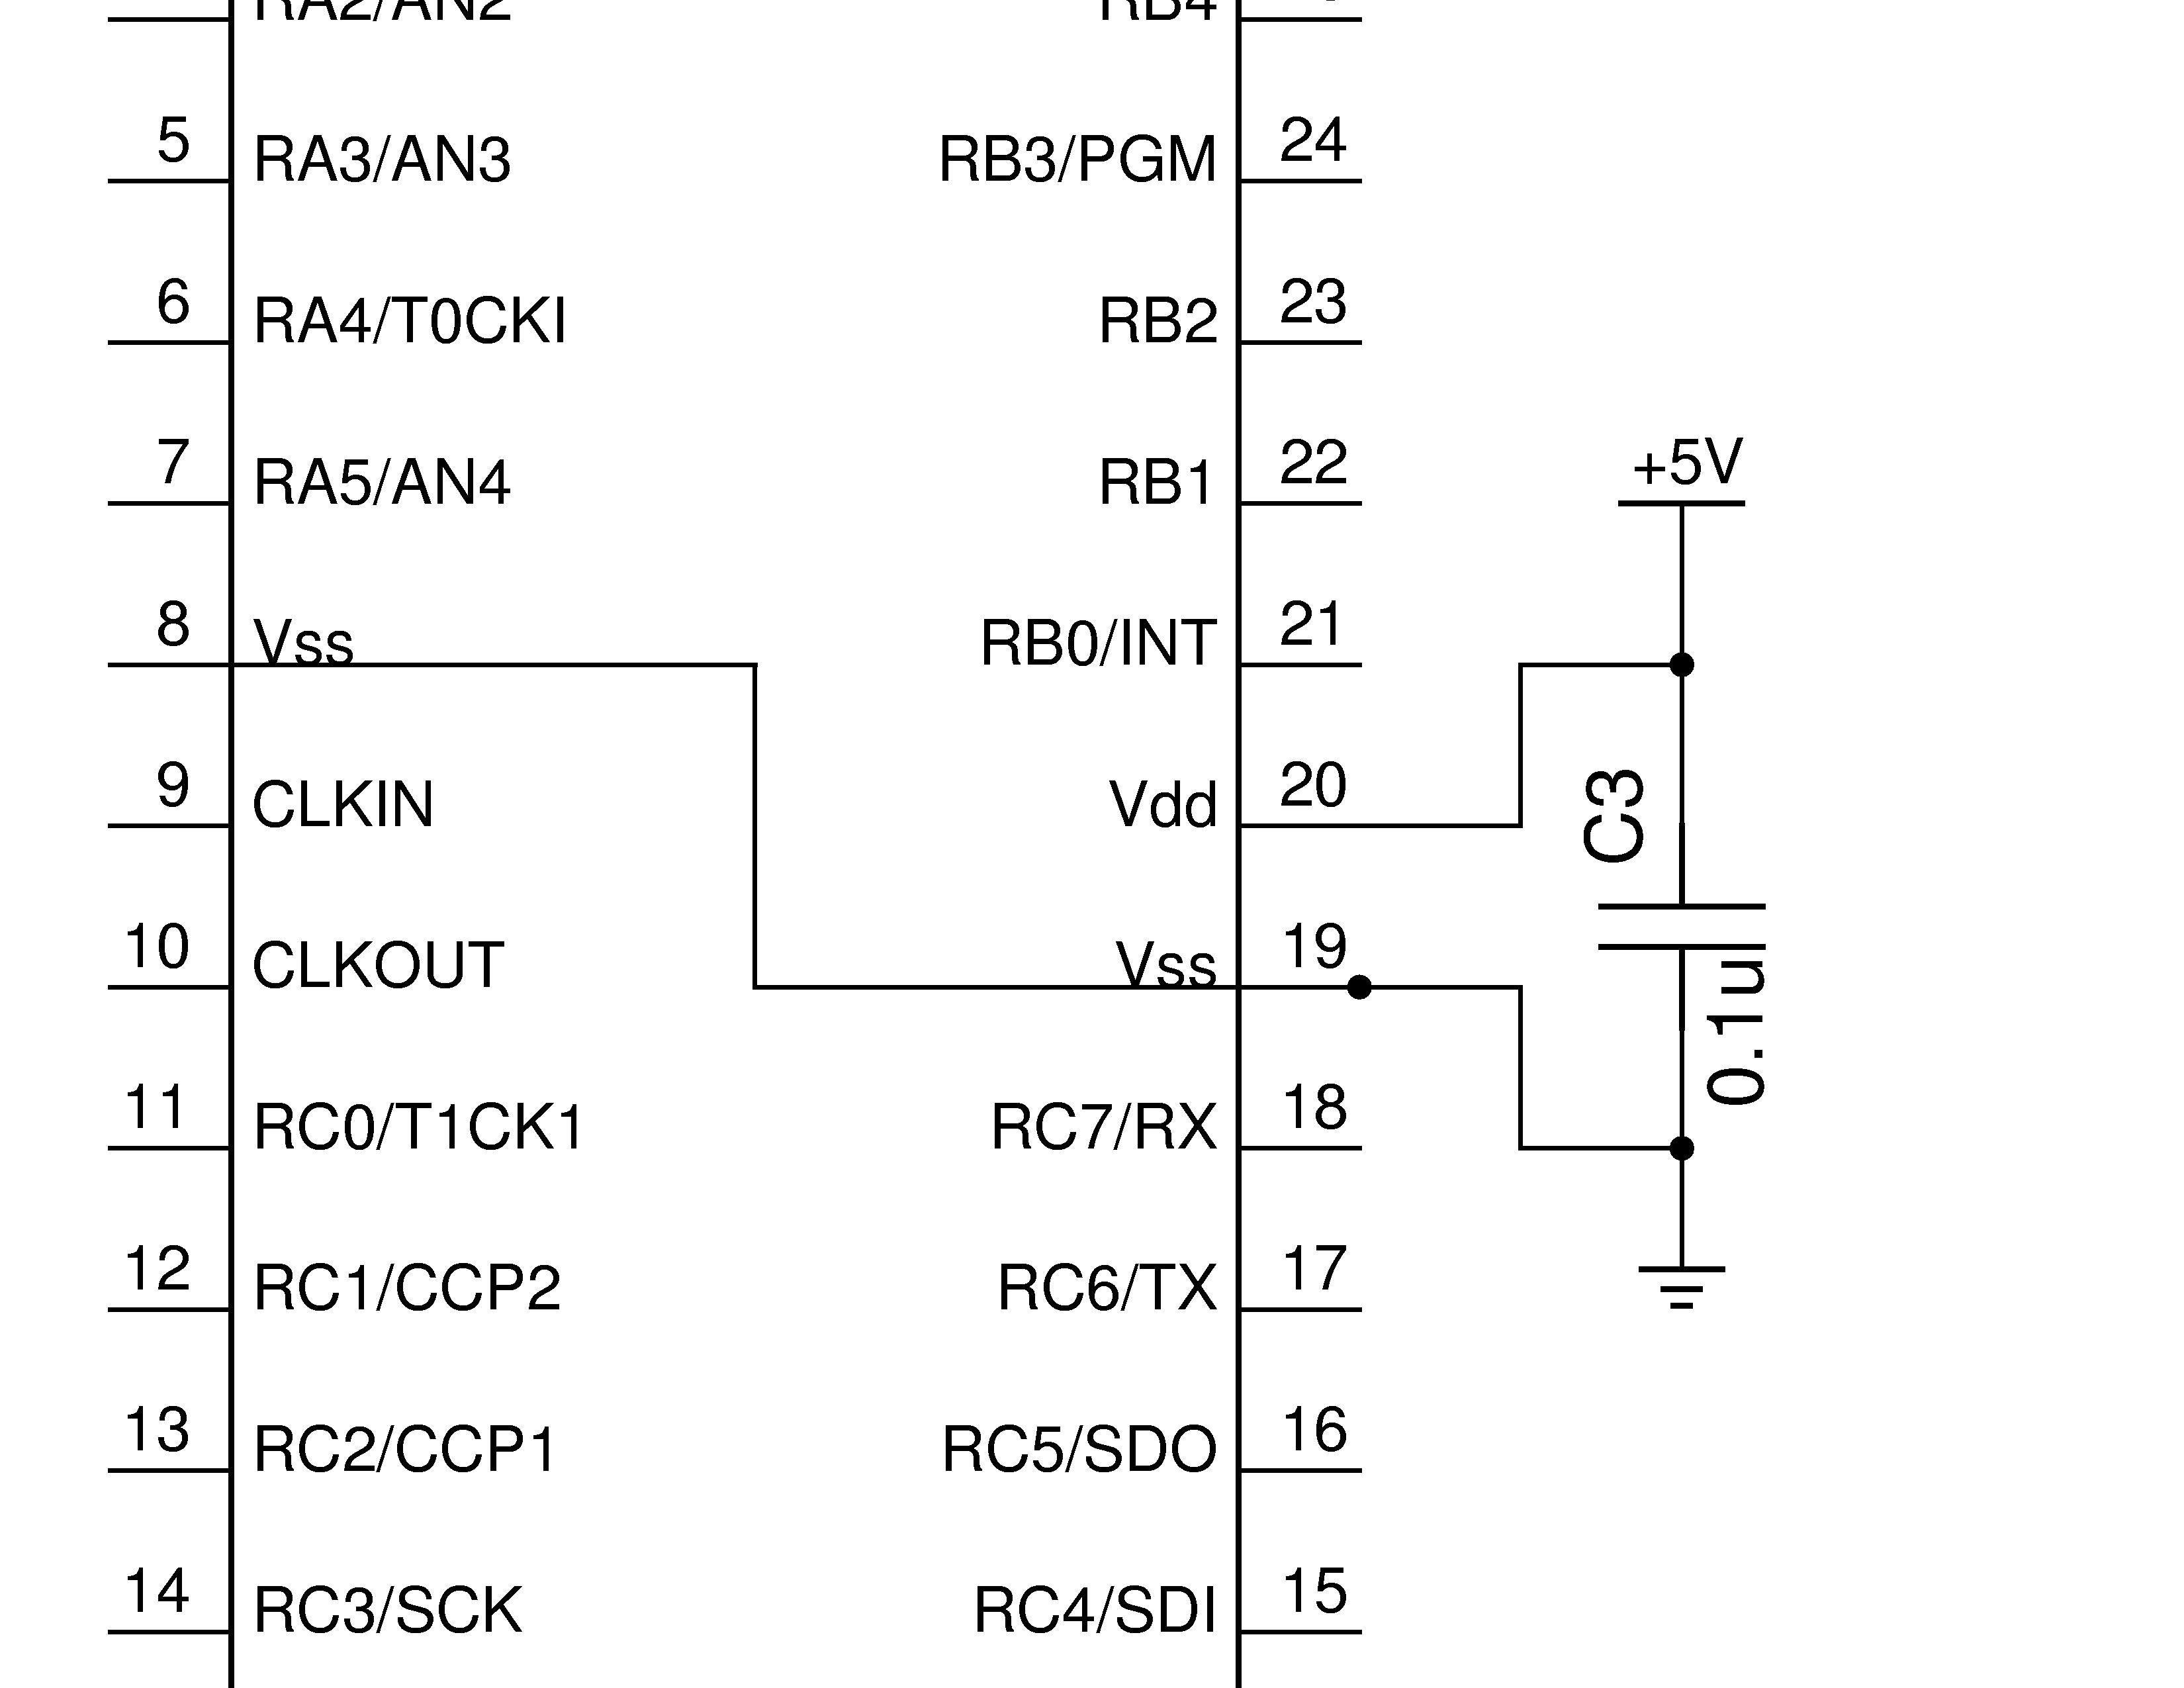 RA2/AN2
RB4
5 RA3/AN3 RB3/PGM 24
6 RA4/T0CKI RB2 23
7 RA5/AN4 RB1 22
+5V
8 Vss RB0/INT 21
9 CLKIN Vdd 20
C3
10 CLKOUT Vss 19
0.1u
11 RC0/T1CK1 RC7/RX 18
12 RC1/CCP2 RC6/TX 17
13 RC2/CCP1 RC5/SDO 16
14 RC3/SCK RC4/SDI 15